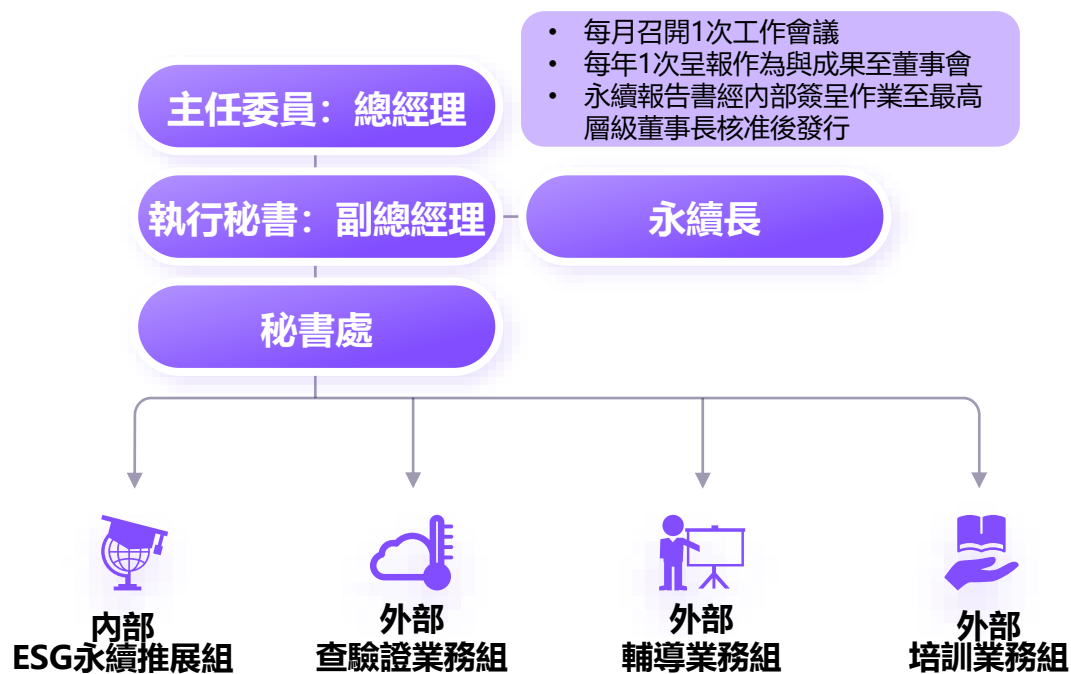 • 每月召開1次工作會議
• 每年1次呈報作為與成果至董事會
• 永續報告書經內部簽呈作業至最高
層級董事長核准後發行
主任委員：總經理
執行秘書：副總經理
永續長
秘書處
內部
ESG永續推展組
外部
查驗證業務組
外部
輔導業務組
外部
培訓業務組